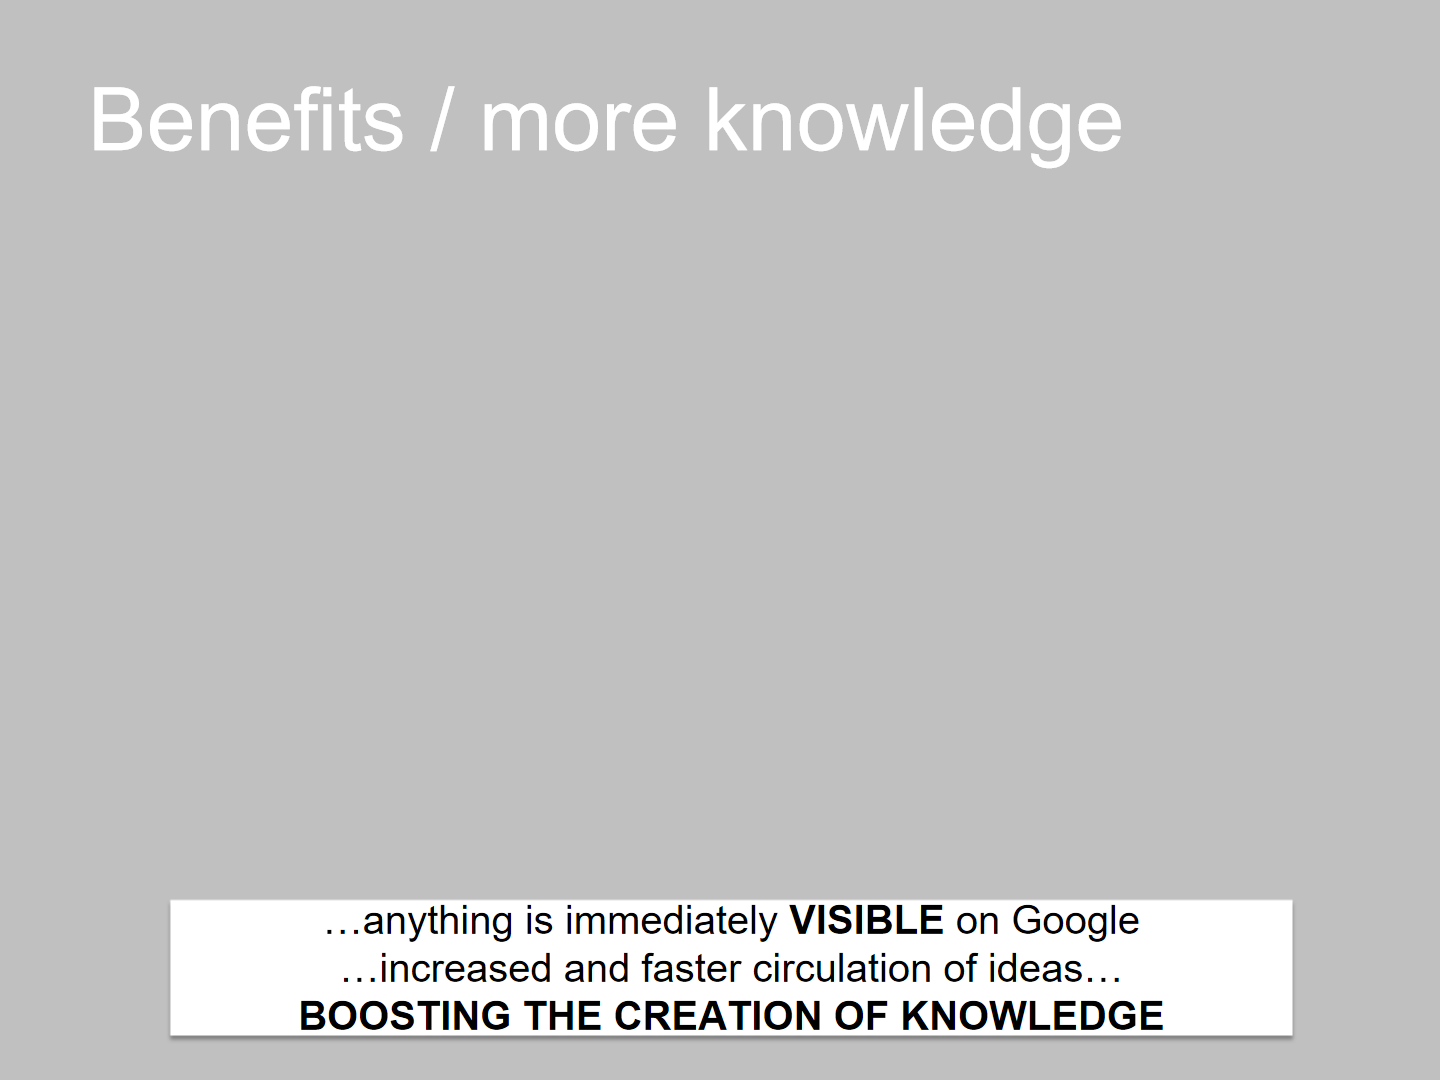 Benefits / more knowledge
…anything is immediately VISIBLE on Google
…increased and faster circulation of ideas…
BOOSTING THE CREATION OF KNOWLEDGE